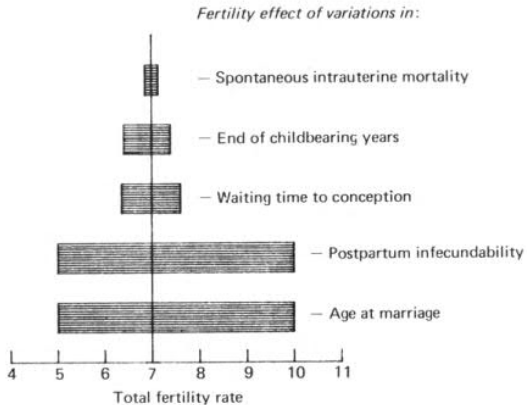 Fertility effect of variations in:
— Spontaneous intrauterine mortality
— End of childbearing years
— Waiting time to conception
— Postpartum infecundability
— Age at marriage
4 5 6 7 8 9 10 11
Total fertility rate